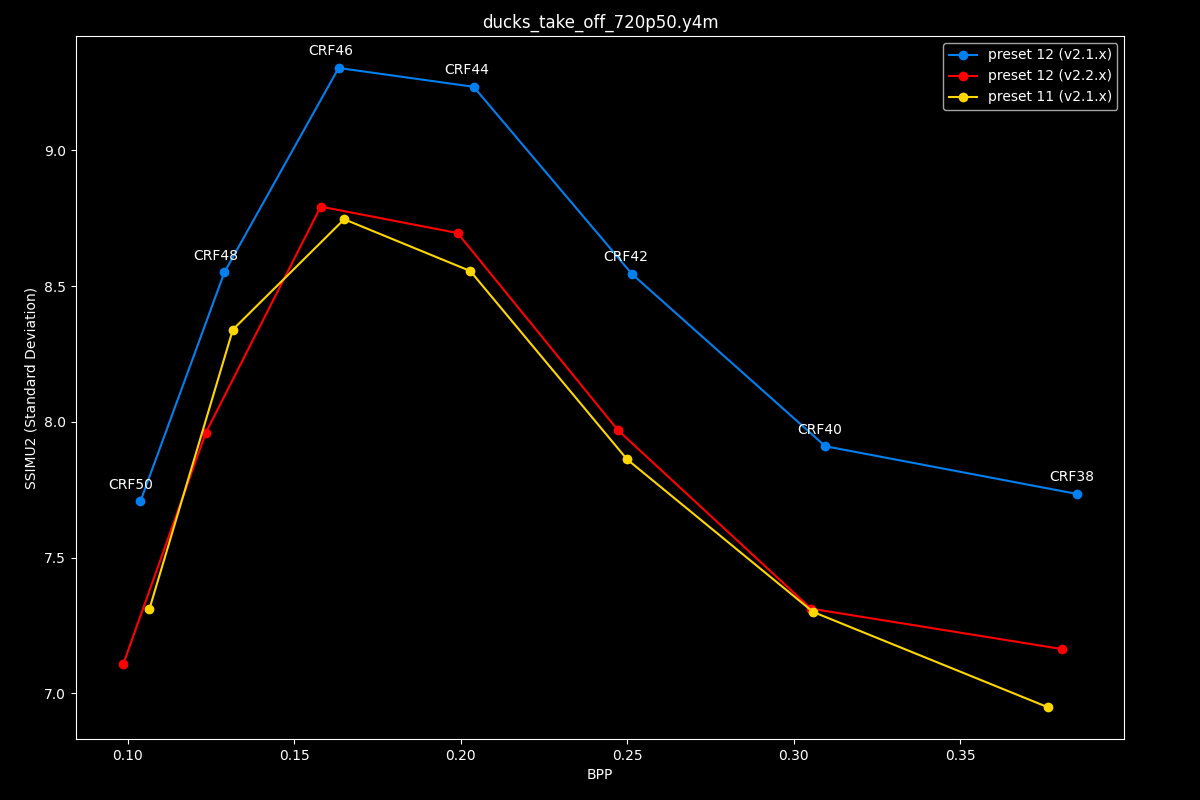 ducks_take_off_720p50.y4m
preset 12 (v2.1.x)
preset 12 (v2.2.x)
preset 11 (v2.1.x)
CRF46
CRF44
CRF48
CRF42
CRF40
CRF38
CRF50
SSIMU2 (Standard Deviation)
9.0
8.5
8.0
7.5
7.0
0.10
0.15
0.20
0.25
0.30
0.35
BPP